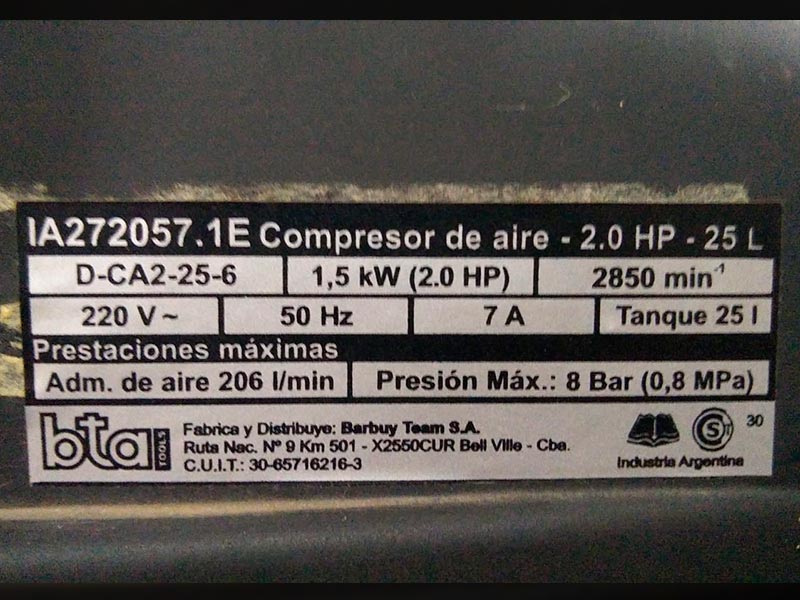 IA272057.1E Compresor de aire - 2.0 HP - 25 L
D-CA2-25-6 1,5 kW (2.0 HP) 2850 min⁻¹
220 V ~ 50 Hz 7 A Tanque 25 l
Prestaciones máximas
Adm. de aire 206 l/min Presión Máx.: 8 Bar (0,8 MPa)
bta TOOLS
Fabrica y Distribuye: Barbuy Team S.A.
Ruta Nac. Nº 9 Km 501 - X2550CUR Bell Ville - Cba.
C.U.I.T.: 30-65716216-3
S 30
Industria Argentina